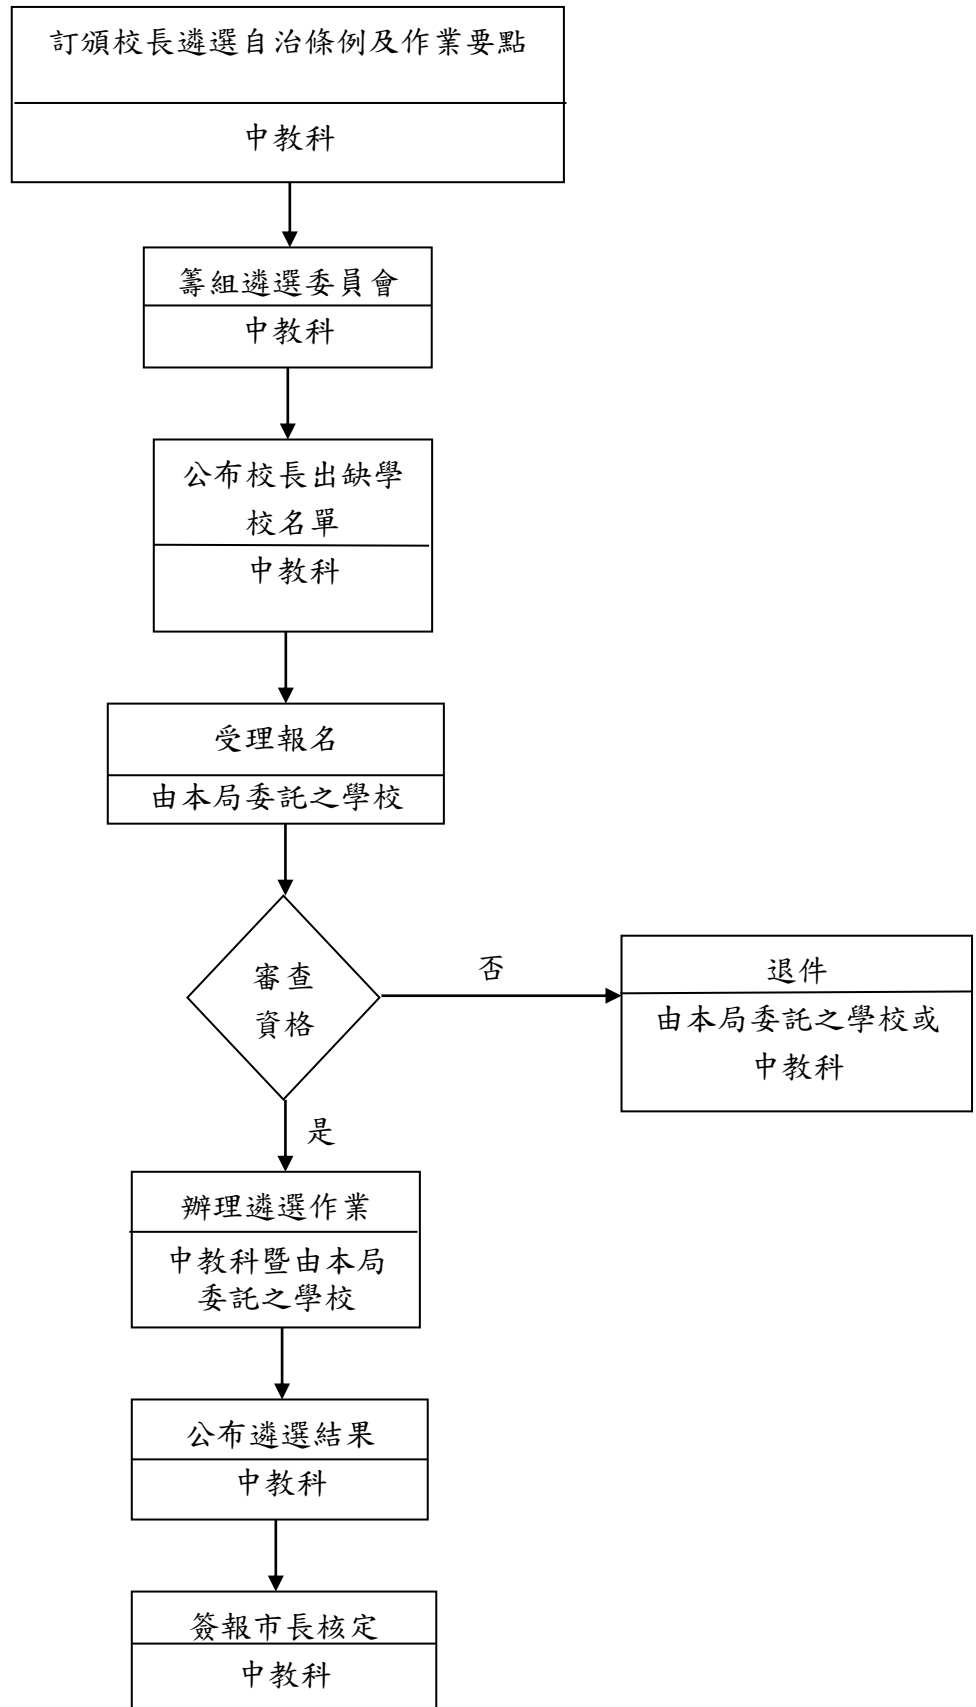 訂頒校長遴選自治條例及作業要點
中教科
籌組遴選委員會
中教科
公布校長出缺學
校名單
中教科
受理報名
由本局委託之學校
審查
資格
否
退件
由本局委託之學校或
中教科
是
辦理遴選作業
中教科暨由本局
委託之學校
公布遴選結果
中教科
簽報市長核定
中教科